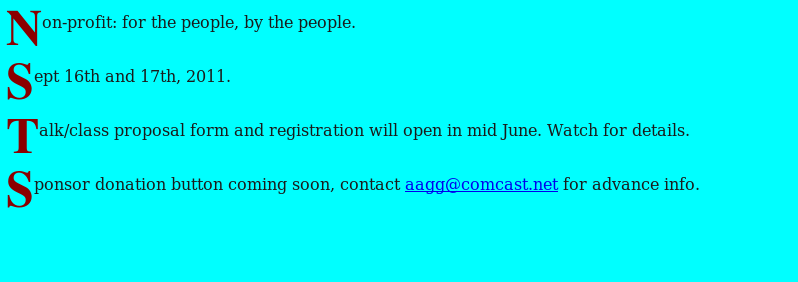 Non-profit: for the people, by the people.
Sept 16th and 17th, 2011.
Talk/class proposal form and registration will open in mid June. Watch for details.
Sponsor donation button coming soon, contact aagg@comcast.net for advance info.